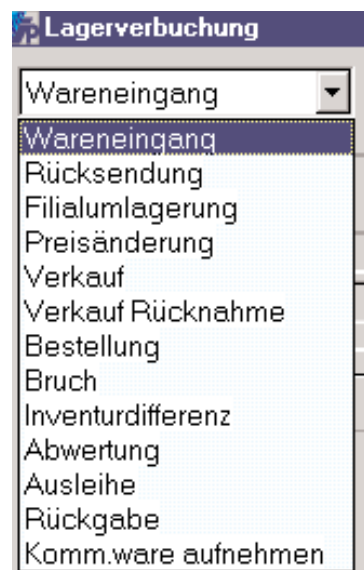 Lagerverbuchung
Wareneingang
Wareneingang
Rücksendung
Filialumlagerung
Preisänderung
Verkauf
Verkauf Rücknahme
Bestellung
Bruch
Inventurdifferenz
Abwertung
Ausleihe
Rückgabe
Komm.ware aufnehmen